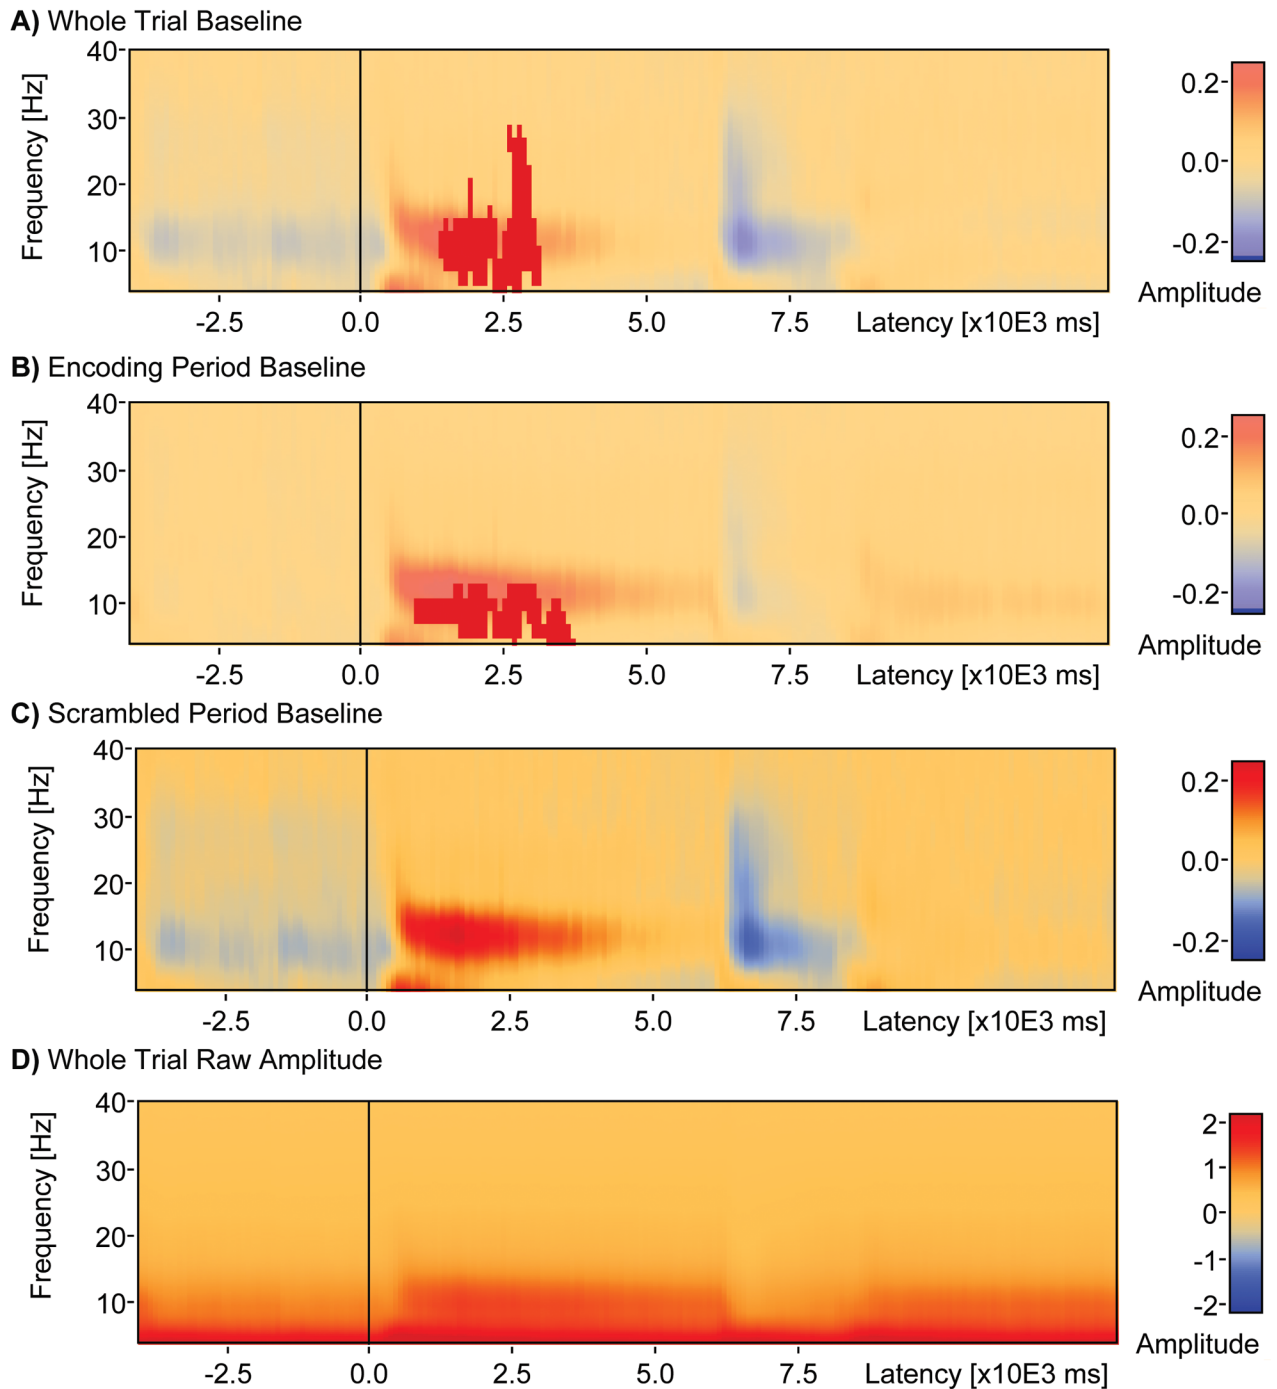 A) Whole Trial Baseline
Frequency [Hz]
40
30
20
10
-2.5 0.0 2.5 5.0 7.5 Latency [x10E3 ms]
0.2
0.0
-0.2
Amplitude
B) Encoding Period Baseline
Frequency [Hz]
40
30
20
10
-2.5 0.0 2.5 5.0 7.5 Latency [x10E3 ms]
0.2
0.0
-0.2
Amplitude
C) Scrambled Period Baseline
Frequency [Hz]
40
30
20
10
-2.5 0.0 2.5 5.0 7.5 Latency [x10E3 ms]
0.2
0.0
-0.2
Amplitude
D) Whole Trial Raw Amplitude
Frequency [Hz]
40
30
20
10
-2.5 0.0 2.5 5.0 7.5 Latency [x10E3 ms]
2
1
0
-1
-2
Amplitude